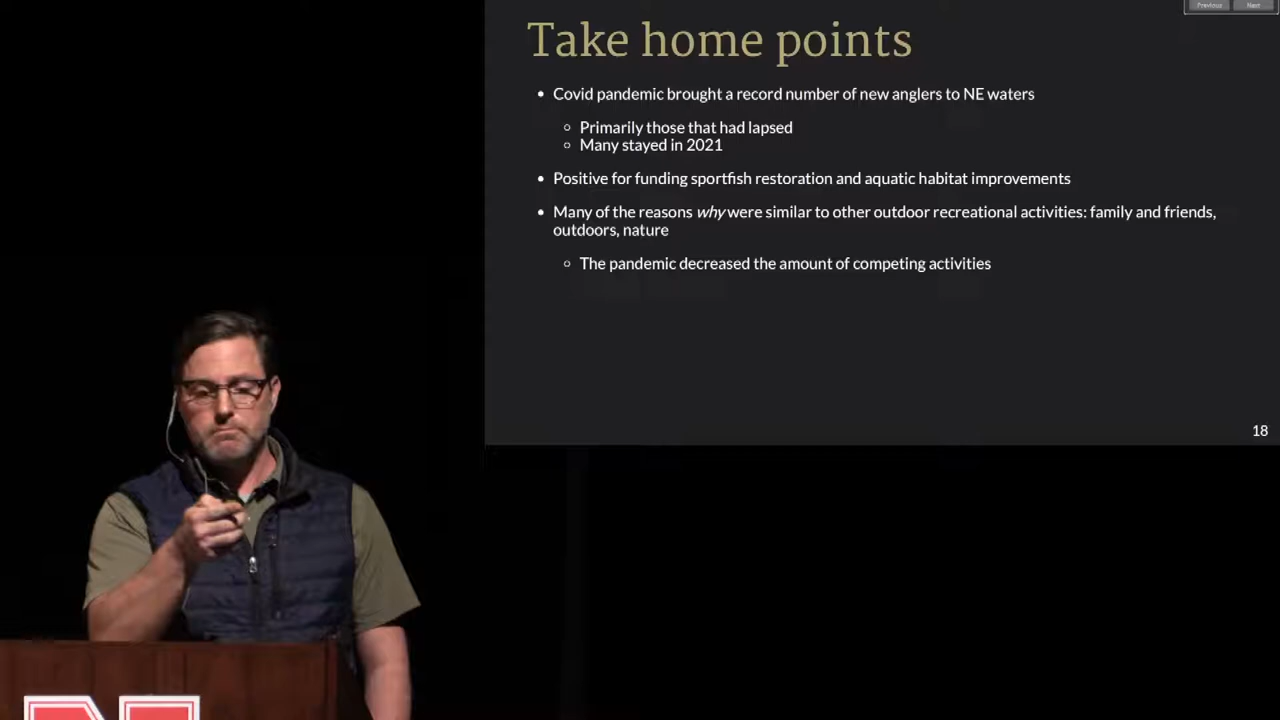 Previous Next
Take home points
• Covid pandemic brought a record number of new anglers to NE waters
○ Primarily those that had lapsed
○ Many stayed in 2021
• Positive for funding sportfish restoration and aquatic habitat improvements
• Many of the reasons why were similar to other outdoor recreational activities: family and friends,
outdoors, nature
○ The pandemic decreased the amount of competing activities
18
N